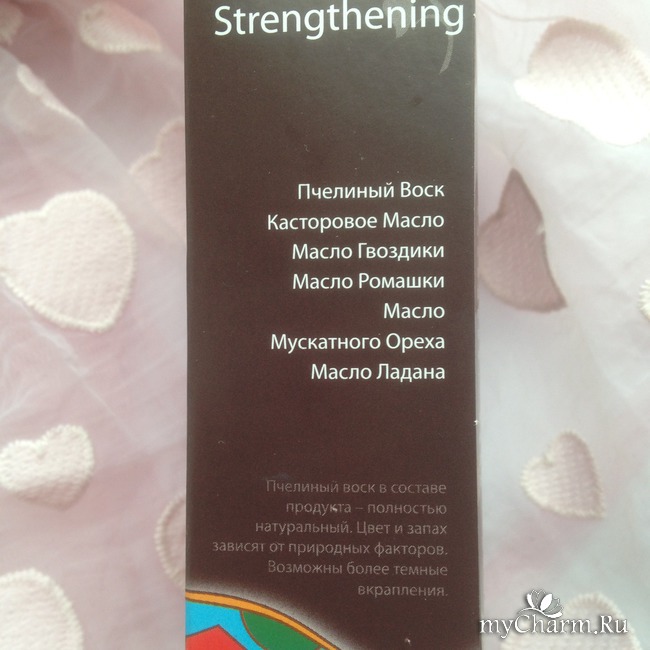 Strengthening
Пчелиный Воск
Касторовое Масло
Масло Гвоздики
Масло Ромашки
Масло
Мускатного Ореха
Масло Ладана
Пчелиный воск в составе
продукта – полностью
натуральный. Цвет и запах
зависят от природных факторов.
Возможны более темные
вкрапления.
myCharm.Ru